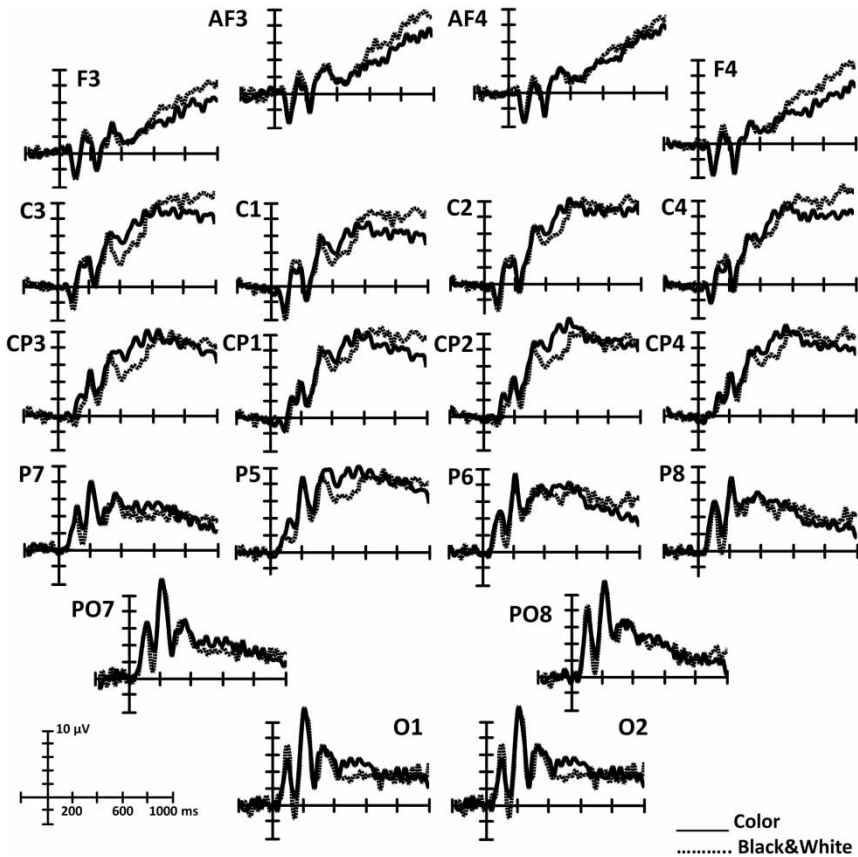 AF3 AF4
F3 F4
C3 C1 C2 C4
CP3 CP1 CP2 CP4
P7 P5 P6 P8
PO7 PO8
O1 O2
10 μV
200 600 1000 ms
Color
Black&White